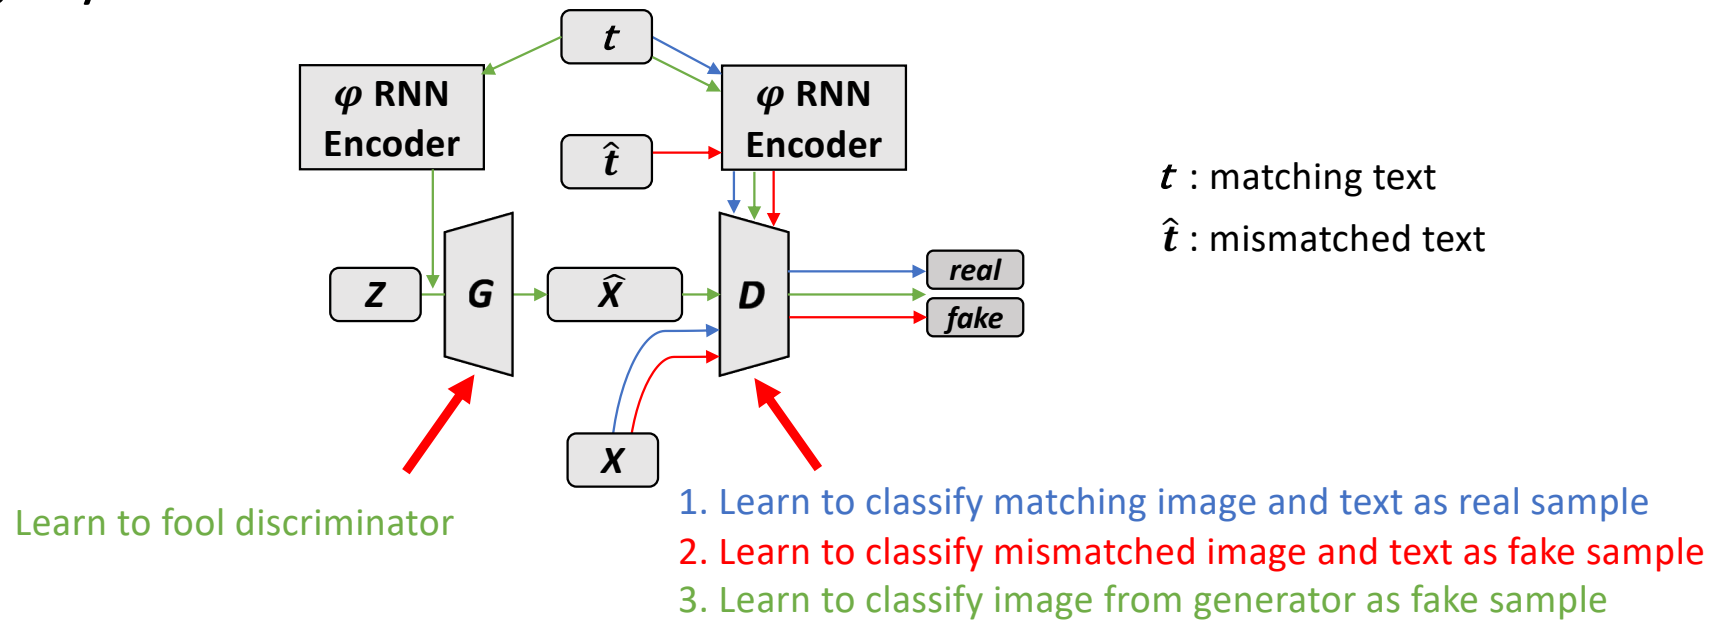 t
φ RNN
Encoder
φ RNN
Encoder
t̂
t : matching text
t̂ : mismatched text
Z
G
X̂
D
real
fake
X
Learn to fool discriminator
1. Learn to classify matching image and text as real sample
2. Learn to classify mismatched image and text as fake sample
3. Learn to classify image from generator as fake sample